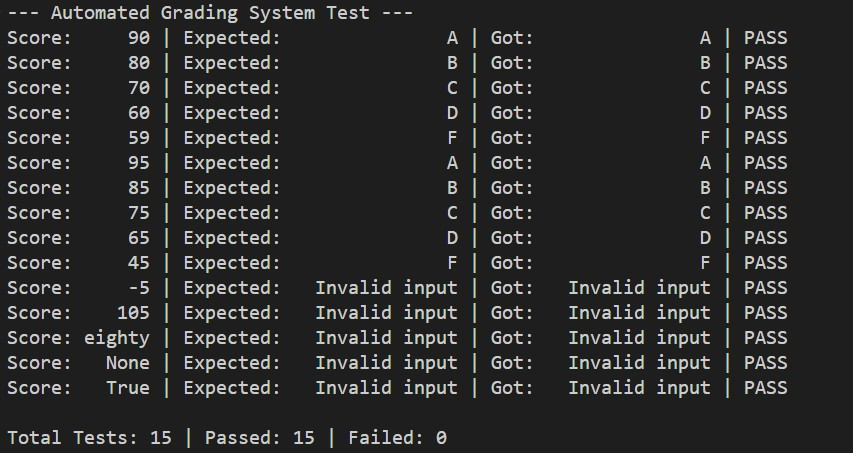 --- Automated Grading System Test ---
Score:     90 | Expected:               A | Got:               A | PASS
Score:     80 | Expected:               B | Got:               B | PASS
Score:     70 | Expected:               C | Got:               C | PASS
Score:     60 | Expected:               D | Got:               D | PASS
Score:     59 | Expected:               F | Got:               F | PASS
Score:     95 | Expected:               A | Got:               A | PASS
Score:     85 | Expected:               B | Got:               B | PASS
Score:     75 | Expected:               C | Got:               C | PASS
Score:     65 | Expected:               D | Got:               D | PASS
Score:     45 | Expected:               F | Got:               F | PASS
Score:     -5 | Expected:   Invalid input | Got:   Invalid input | PASS
Score:    105 | Expected:   Invalid input | Got:   Invalid input | PASS
Score: eighty | Expected:   Invalid input | Got:   Invalid input | PASS
Score:   None | Expected:   Invalid input | Got:   Invalid input | PASS
Score:   True | Expected:   Invalid input | Got:   Invalid input | PASS

Total Tests: 15 | Passed: 15 | Failed: 0